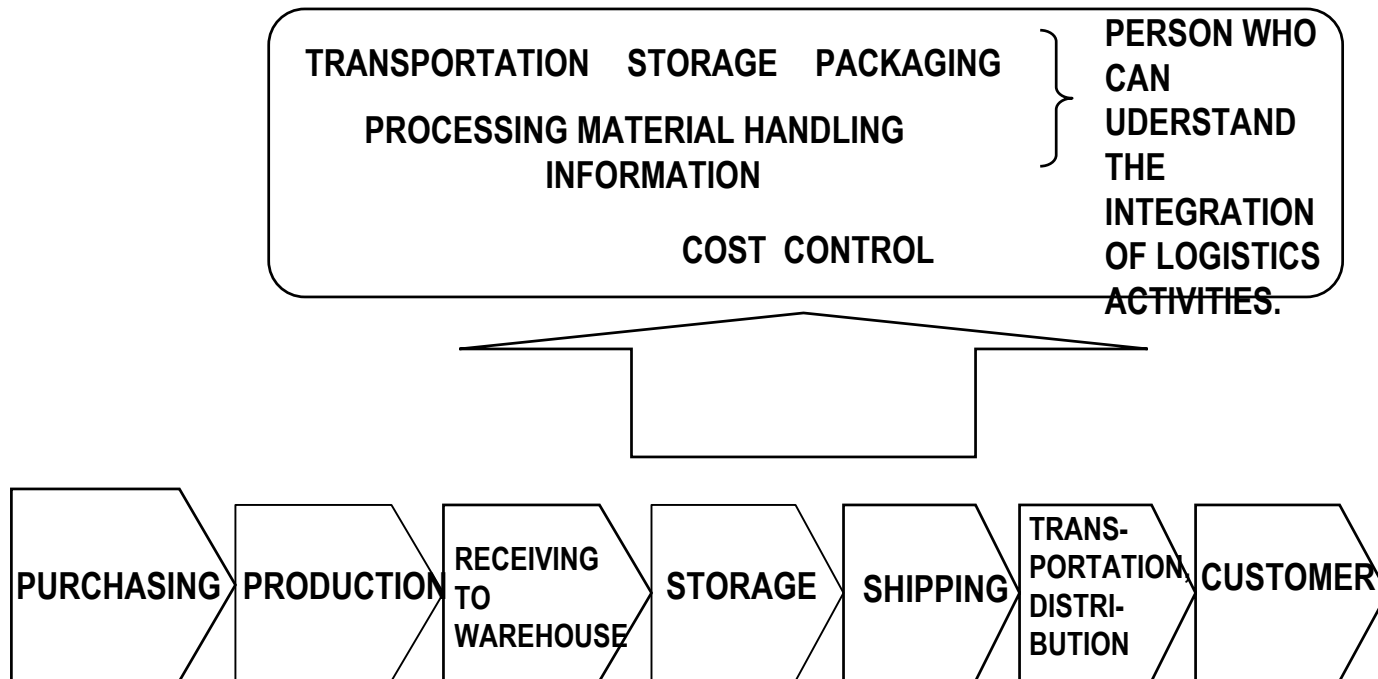 TRANSPORTATION STORAGE PACKAGING
PROCESSING MATERIAL HANDLING
INFORMATION
COST CONTROL
PERSON WHO
CAN
UDERSTAND
THE
INTEGRATION
OF LOGISTICS
ACTIVITIES.
PURCHASING
PRODUCTION
RECEIVING
TO
WAREHOUSE
STORAGE
SHIPPING
TRANS-
PORTATION,
DISTRI-
BUTION
CUSTOMER